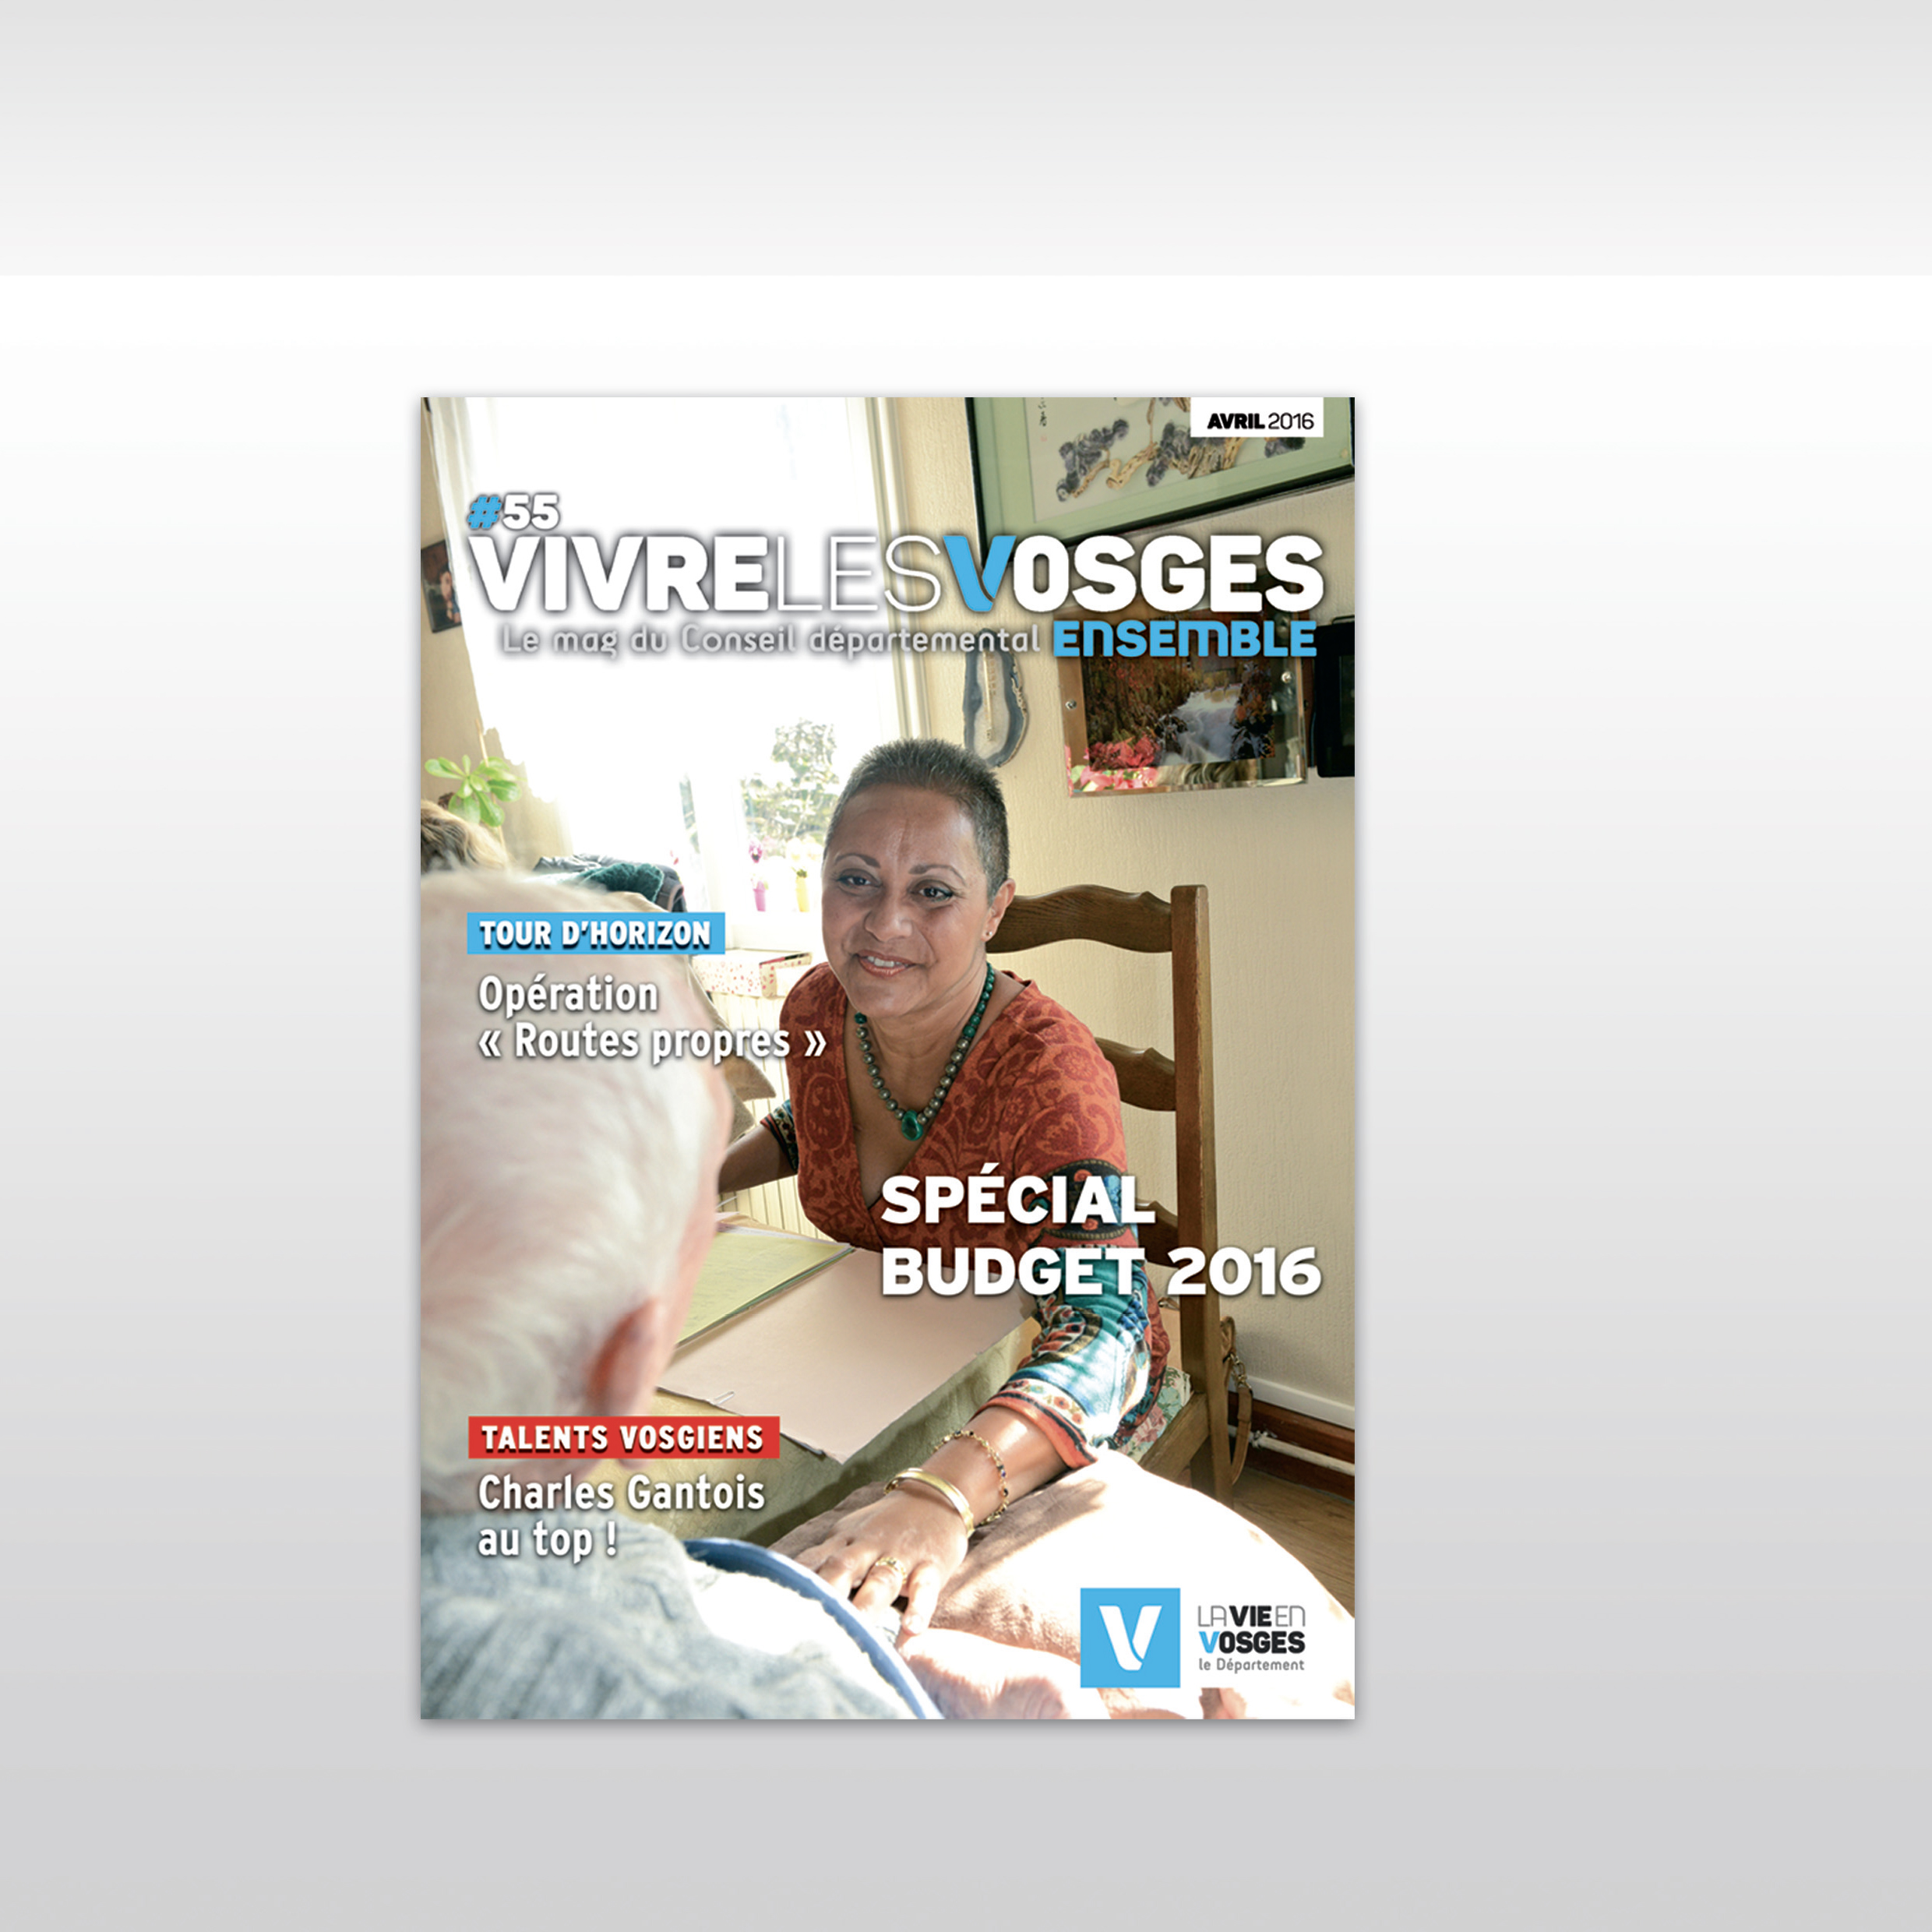 AVRIL 2016
#55
VIVRELESVOSGES
Le mag du Conseil départemental ENSEMBLE
TOUR D'HORIZON
Opération
« Routes propres »
SPÉCIAL
BUDGET 2016
TALENTS VOSGIENS
Charles Gantois
au top !
V
LA VIE EN
VOSGES
le Département